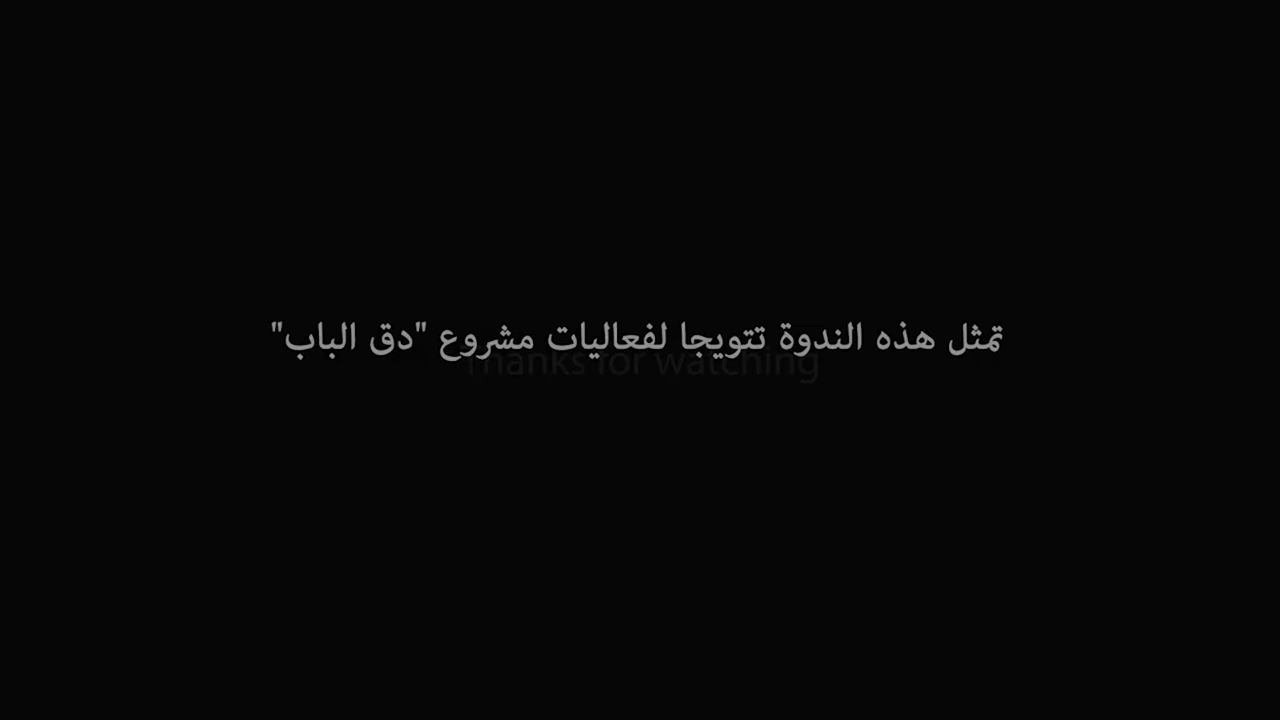 تمثل هذه الندوة تتويجا لفعاليات مشروع "دق الباب"
Thanks for watching